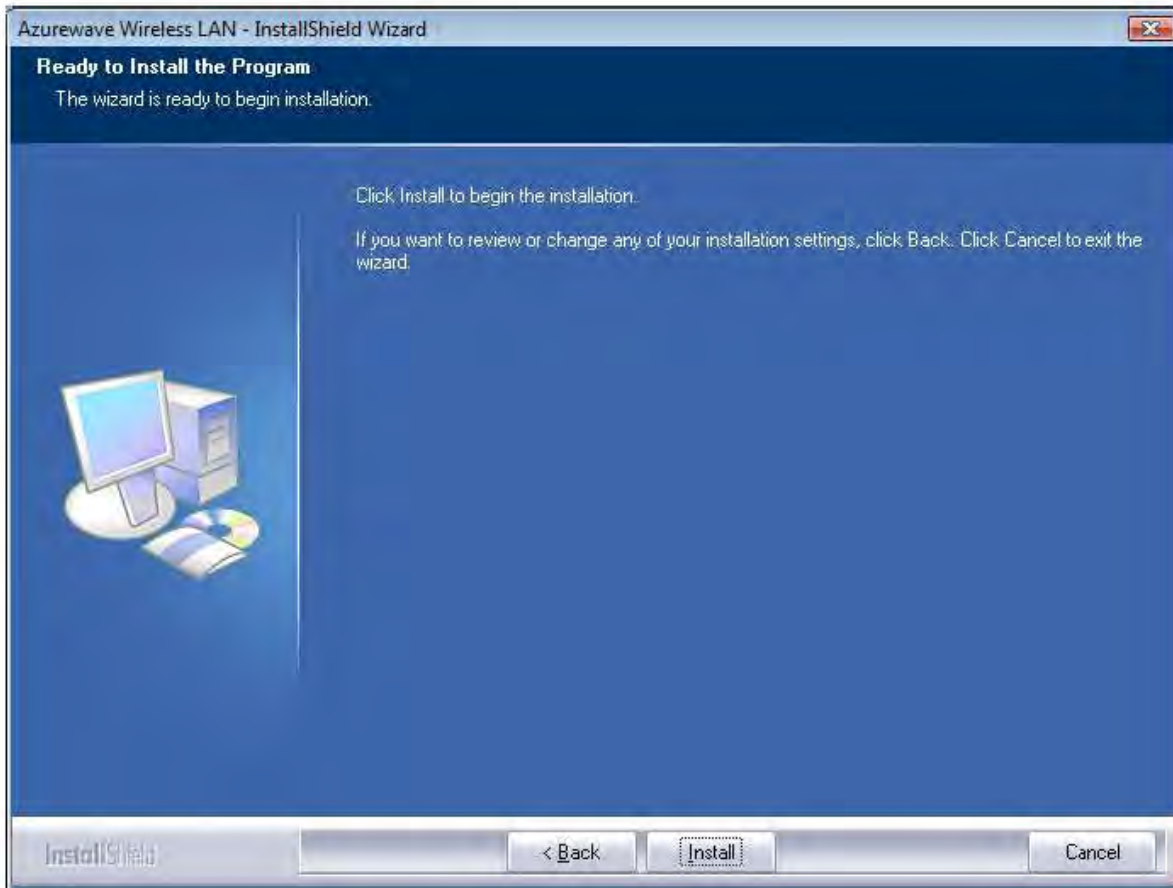 Azurewave Wireless LAN - InstallShield Wizard
Ready to Install the Program
The wizard is ready to begin installation.
Click Install to begin the installation.
If you want to review or change any of your installation settings, click Back. Click Cancel to exit the
wizard.
InstallShield
< Back
Install
Cancel